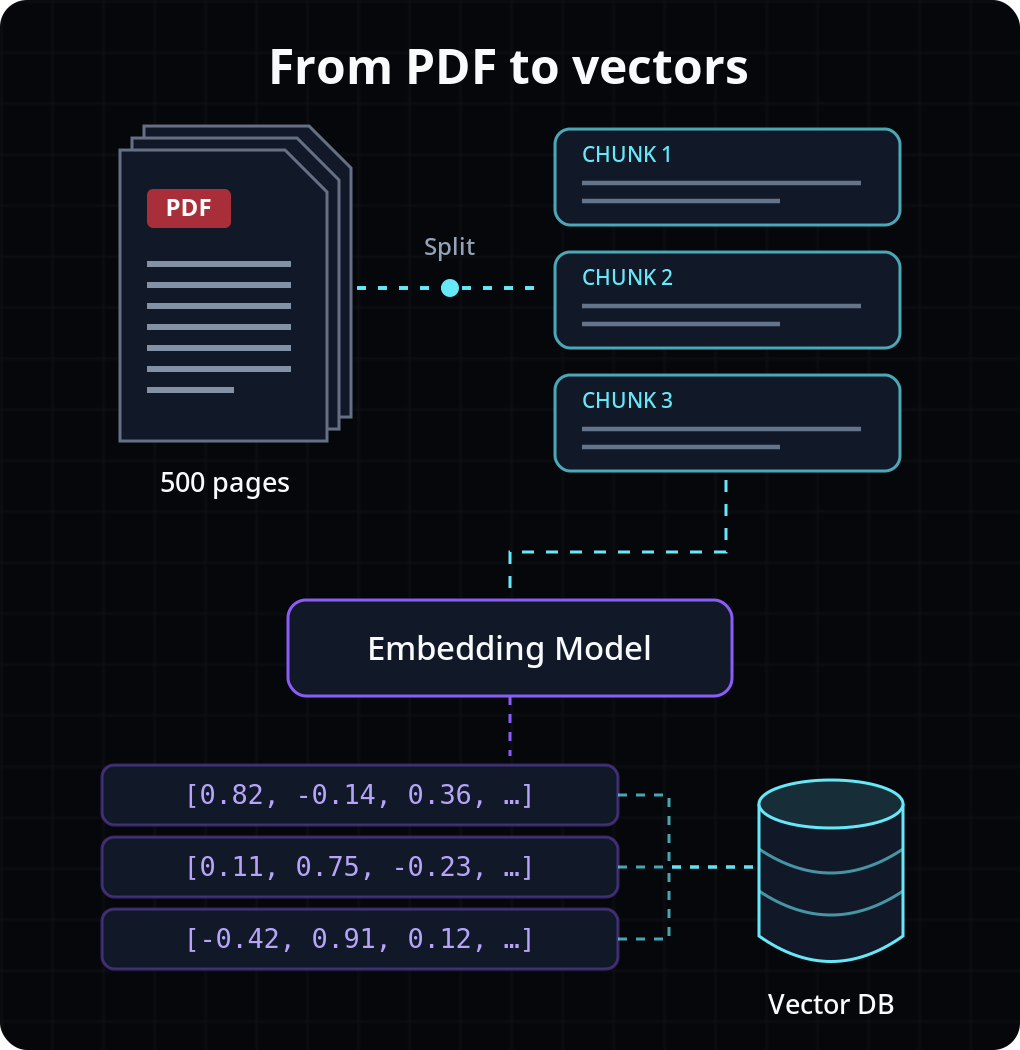 From PDF to vectors
PDF
500 pages
Split
CHUNK 1
CHUNK 2
CHUNK 3
Embedding Model
[0.82, -0.14, 0.36, …]
[0.11, 0.75, -0.23, …]
[-0.42, 0.91, 0.12, …]
Vector DB